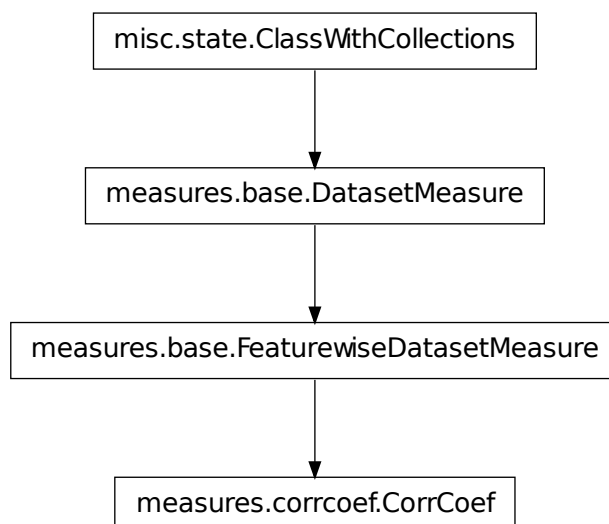 misc.state.ClassWithCollections
measures.base.DatasetMeasure
measures.base.FeaturewiseDatasetMeasure
measures.corrcoef.CorrCoef